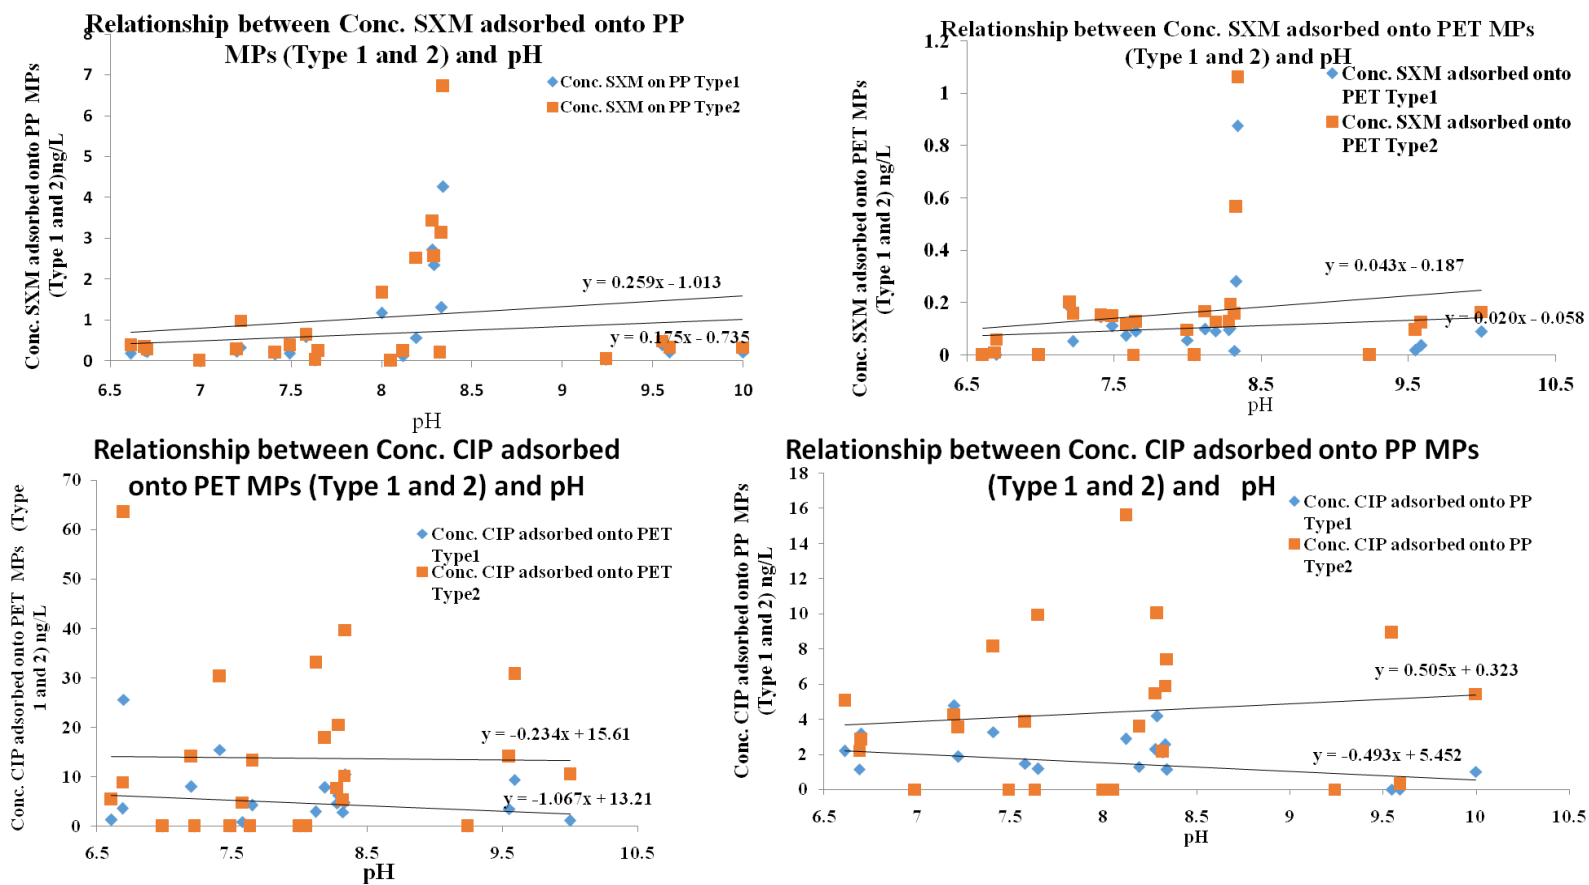 Relationship between Conc. SXM adsorbed onto PP
MPs (Type 1 and 2) and pH
Conc. SXM adsorbed onto PP MPs
(Type 1 and 2)ng/L
8
7
6
5
4
3
2
1
0
Conc. SXM on PP Type1
Conc. SXM on PP Type2
y = 0.259x - 1.013
y = 0.175x - 0.735
6.5
7
7.5
8
8.5
9
9.5
10
pH
Relationship between Conc. SXM adsorbed onto PET MPs
(Type 1 and 2) and pH
Conc. SXM adsorbed onto PET MPs
(Type 1 and 2) ng/L
1.2
1
0.8
0.6
0.4
0.2
0
Conc. SXM adsorbed onto
PET Type1
Conc. SXM adsorbed onto
PET Type2
y = 0.043x - 0.187
y = 0.020x - 0.058
6.5
7.5
8.5
9.5
10.5
pH
Relationship between Conc. CIP adsorbed
onto PET MPs (Type 1 and 2) and pH
Conc. CIP adsorbed onto PET MPs (Type
1 and 2) ng/L
70
60
50
40
30
20
10
0
Conc. CIP adsorbed onto PET
Type1
Conc. CIP adsorbed onto PET
Type2
y = -0.234x + 15.61
y = -1.067x + 13.21
6.5
7.5
8.5
9.5
10.5
pH
Relationship between Conc. CIP adsorbed onto PP MPs
(Type 1 and 2) and pH
Conc. CIP adsorbed onto PP MPs
(Type 1 and 2) ng/L
18
16
14
12
10
8
6
4
2
0
Conc. CIP adsorbed onto PP
Type1
Conc. CIP adsorbed onto PP
Type2
y = 0.505x + 0.323
y = -0.493x + 5.452
6.5
7
7.5
8
8.5
9
9.5
10
pH